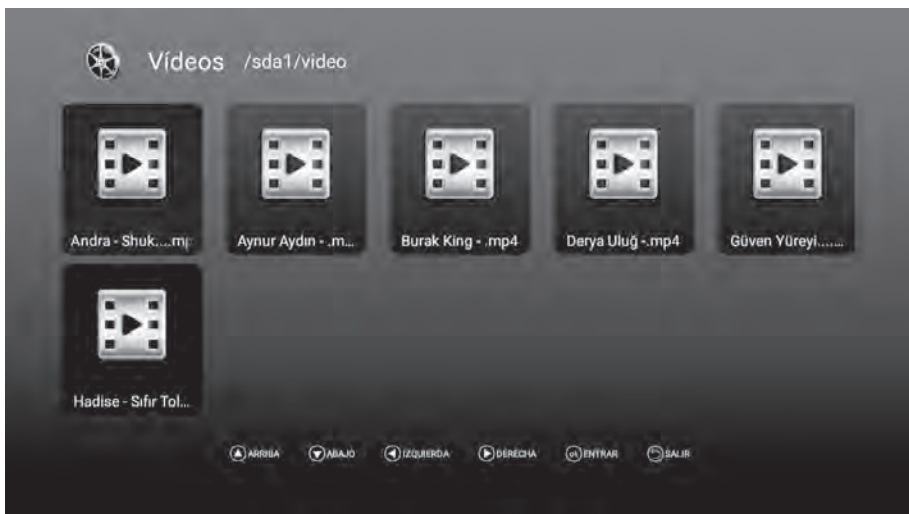 Vídeos /sda1/video
Andra - Shuk....mp
Aynur Aydın - .m...
Burak King - .mp4
Derya Uluğ -.mp4
Güven Yüreyi......
Hadise - Sıfır Tol...
ARRIBA ABAJO IZQUIERDA DERECHA ok ENTRAR SALIR